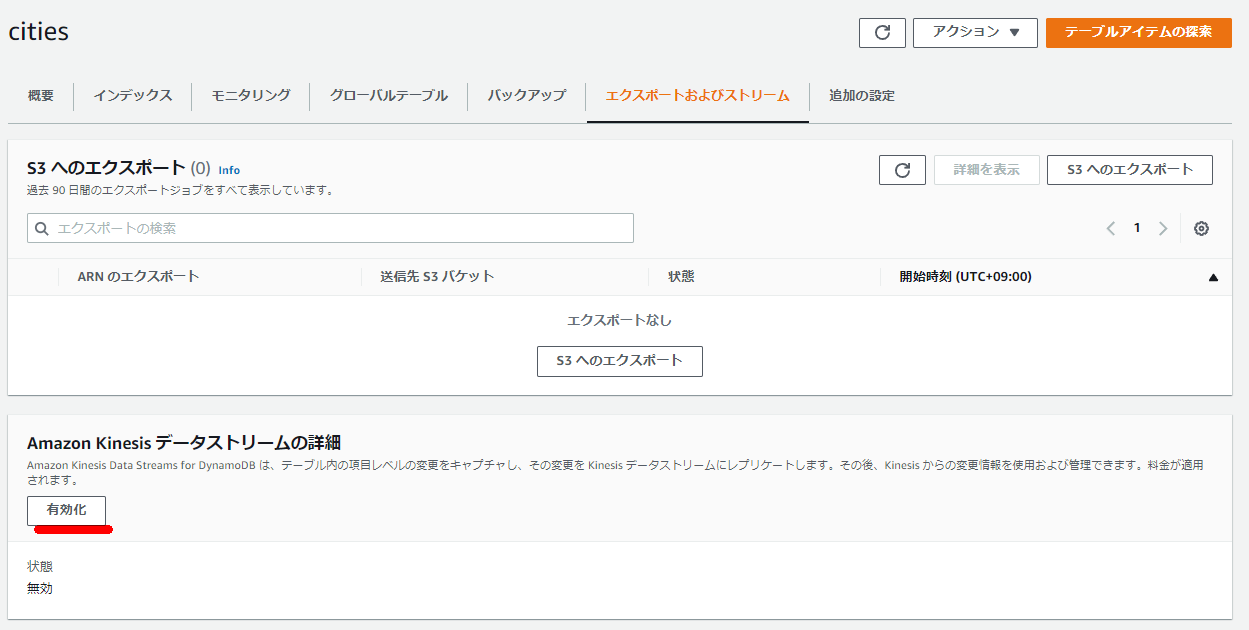 cities
アクション ▼
テーブルアイテムの探索
概要
インデックス
モニタリング
グローバルテーブル
バックアップ
エクスポートおよびストリーム
追加の設定
S3 へのエクスポート (0) Info
過去 90 日間のエクスポートジョブをすべて表示しています。
詳細を表示
S3 へのエクスポート
エクスポートの検索
1
ARN のエクスポート
送信先 S3 バケット
状態
開始時刻 (UTC+09:00)
エクスポートなし
S3 へのエクスポート
Amazon Kinesis データストリームの詳細
Amazon Kinesis Data Streams for DynamoDB は、テーブル内の項目レベルの変更をキャプチャし、その変更を Kinesis データストリームにレプリケートします。その後、Kinesis からの変更情報を使用および管理できます。料金が適用
されます。
有効化
状態
無効